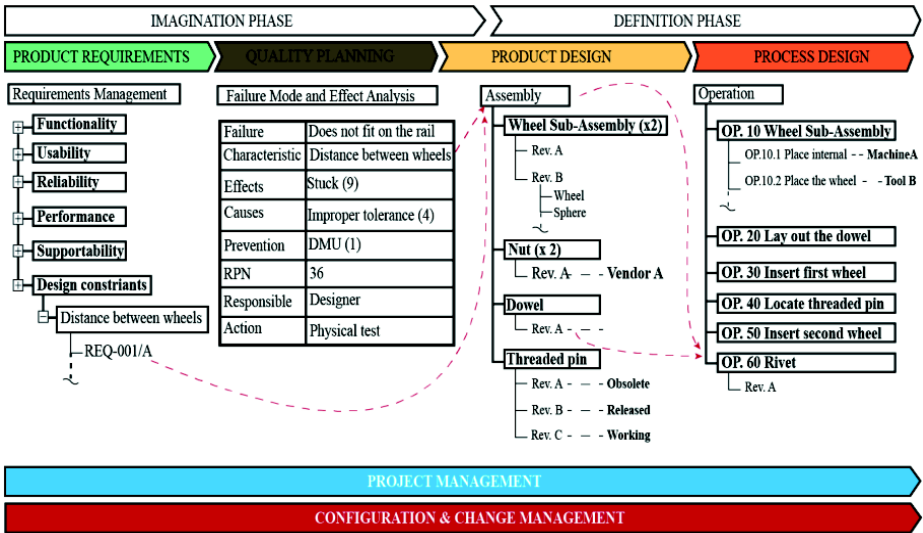 IMAGINATION PHASE
DEFINITION PHASE
PRODUCT REQUIREMENTS
QUALITY PLANNING
PRODUCT DESIGN
PROCESS DESIGN
Requirements Management
Functionality
Usability
Reliability
Performance
Supportability
Design constriants
Distance between wheels
REQ-001/A
Failure Mode and Effect Analysis
Failure Does not fit on the rail
Characteristic Distance between wheels
Effects Stuck (9)
Causes Improper tolerance (4)
Prevention DMU (1)
RPN 36
Responsible Designer
Action Physical test
Assembly
Wheel Sub-Assembly (x2)
Rev. A
Rev. B
Wheel
Sphere
Nut (x 2)
Rev. A - - - Vendor A
Dowel
Rev. A - - -
Threaded pin
Rev. A - - - Obsolete
Rev. B - - - Released
Rev. C - - - Working
Operation
OP. 10 Wheel Sub-Assembly
OP.10.1 Place internal - - MachineA
OP.10.2 Place the wheel - - Tool B
OP. 20 Lay out the dowel
OP. 30 Insert first wheel
OP. 40 Locate threaded pin
OP. 50 Insert second wheel
OP. 60 Rivet
Rev. A
PROJECT MANAGEMENT
CONFIGURATION & CHANGE MANAGEMENT